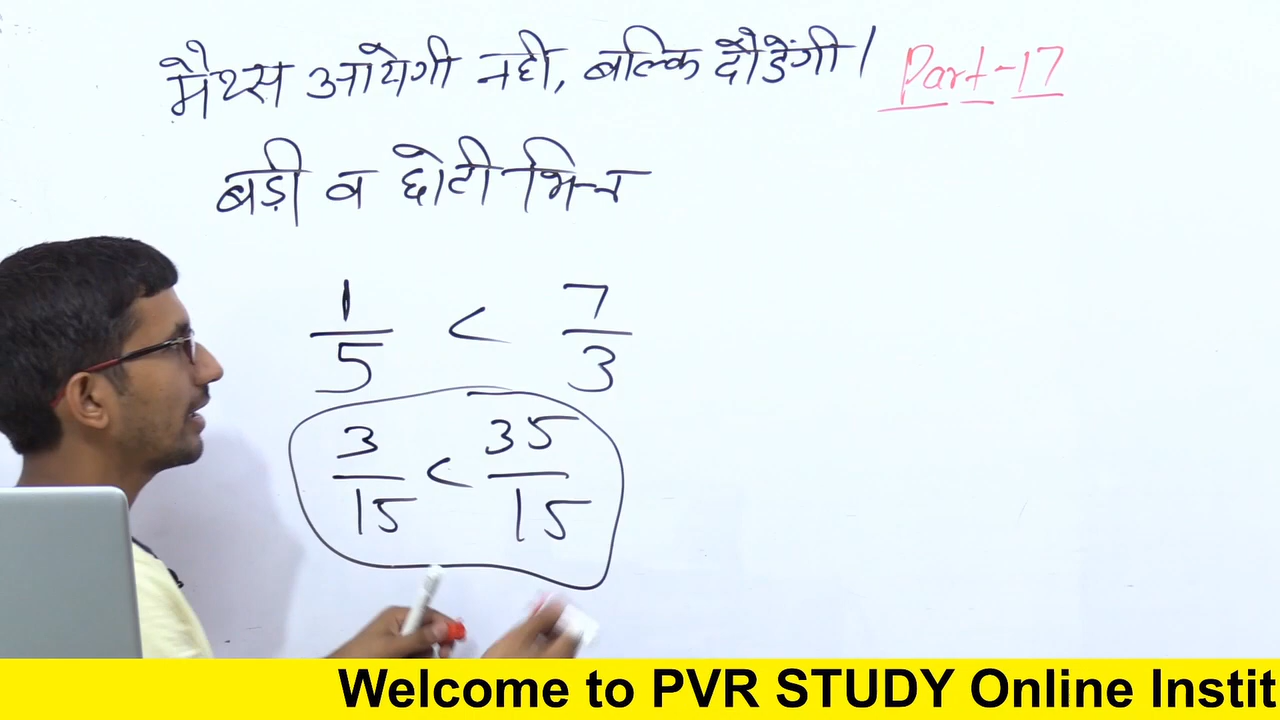 मैथ्स आयेगी नही, बल्कि दौडेंगी। Part-17
बड़ी व छोटी भिन्न
1/5 < 7/3
3/15 < 35/15
Welcome to PVR STUDY Online Instit